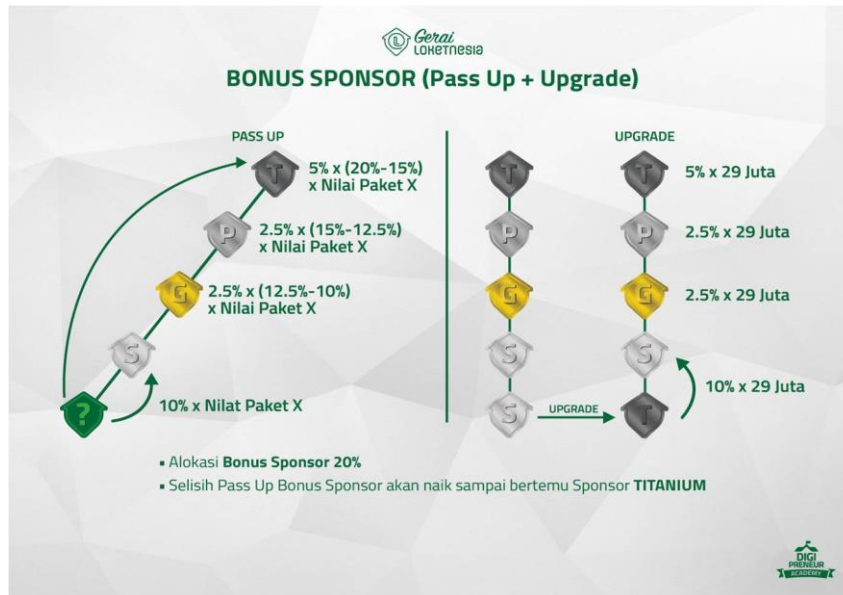 Gerai
LOKETNESIA
BONUS SPONSOR (Pass Up + Upgrade)
PASS UP
T
5% x (20%-15%)
x Nilai Paket X
P
2.5% x (15%-12.5%)
x Nilai Paket X
G
2.5% x (12.5%-10%)
x Nilai Paket X
S
?
10% x Nilat Paket X
UPGRADE
T
T
5% x 29 Juta
P
P
2.5% x 29 Juta
G
G
2.5% x 29 Juta
S
S
10% x 29 Juta
S
UPGRADE
T
▪ Alokasi Bonus Sponsor 20%
▪ Selisih Pass Up Bonus Sponsor akan naik sampai bertemu Sponsor TITANIUM
DIGI
PRENEUR
ACADEMY